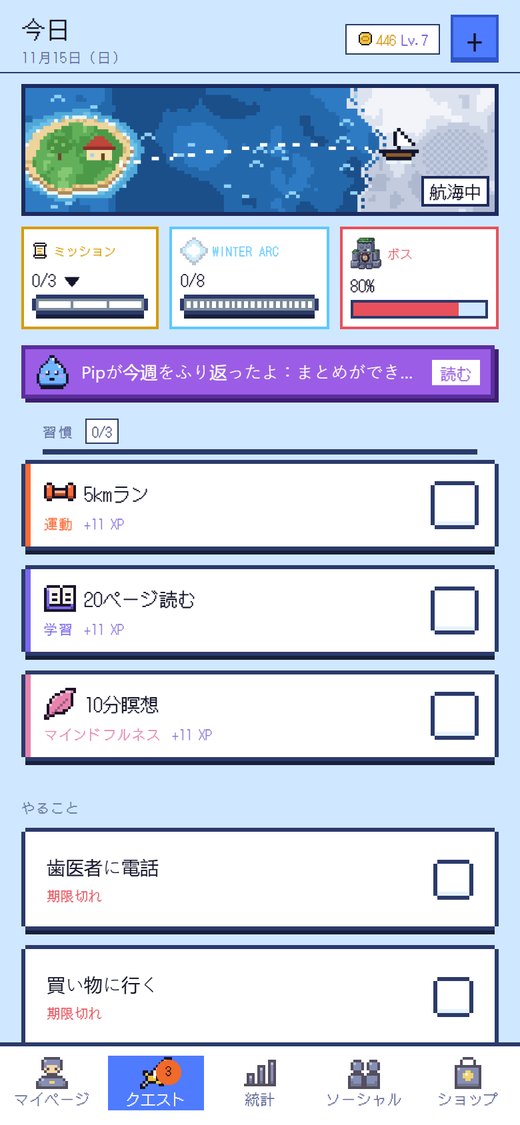 今日
11月15日（日）
446 Lv.7
+
航海中
ミッション
0/3
WINTER ARC
0/8
ボス
80%
Pipが今週をふり返ったよ：まとめができ...
読む
習慣 0/3
5kmラン
運動 +11 XP
20ページ読む
学習 +11 XP
10分瞑想
マインドフルネス +11 XP
やること
歯医者に電話
期限切れ
買い物に行く
期限切れ
3
マイページ クエスト 統計 ソーシャル ショップ